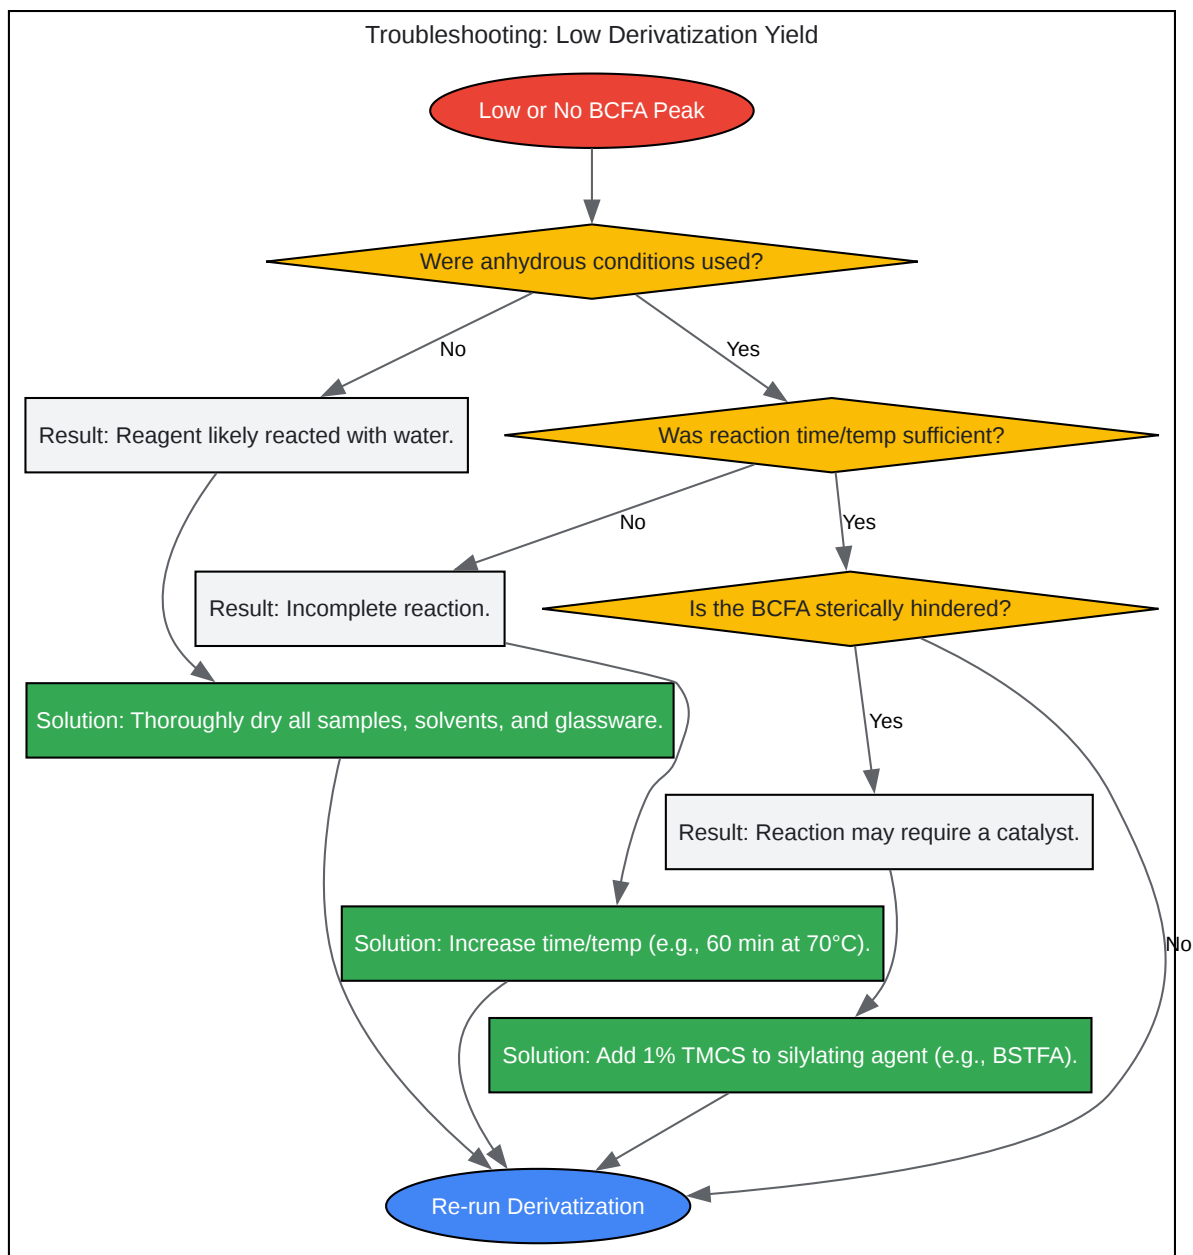 Troubleshooting: Low Derivatization Yield
Low or No BCFA Peak
Were anhydrous conditions used?
No
Yes
Result: Reagent likely reacted with water.
Was reaction time/temp sufficient?
No
Yes
Result: Incomplete reaction.
Is the BCFA sterically hindered?
Solution: Thoroughly dry all samples, solvents, and glassware.
Yes
Result: Reaction may require a catalyst.
Solution: Increase time/temp (e.g., 60 min at 70°C).
No
Solution: Add 1% TMCS to silylating agent (e.g., BSTFA).
Re-run Derivatization